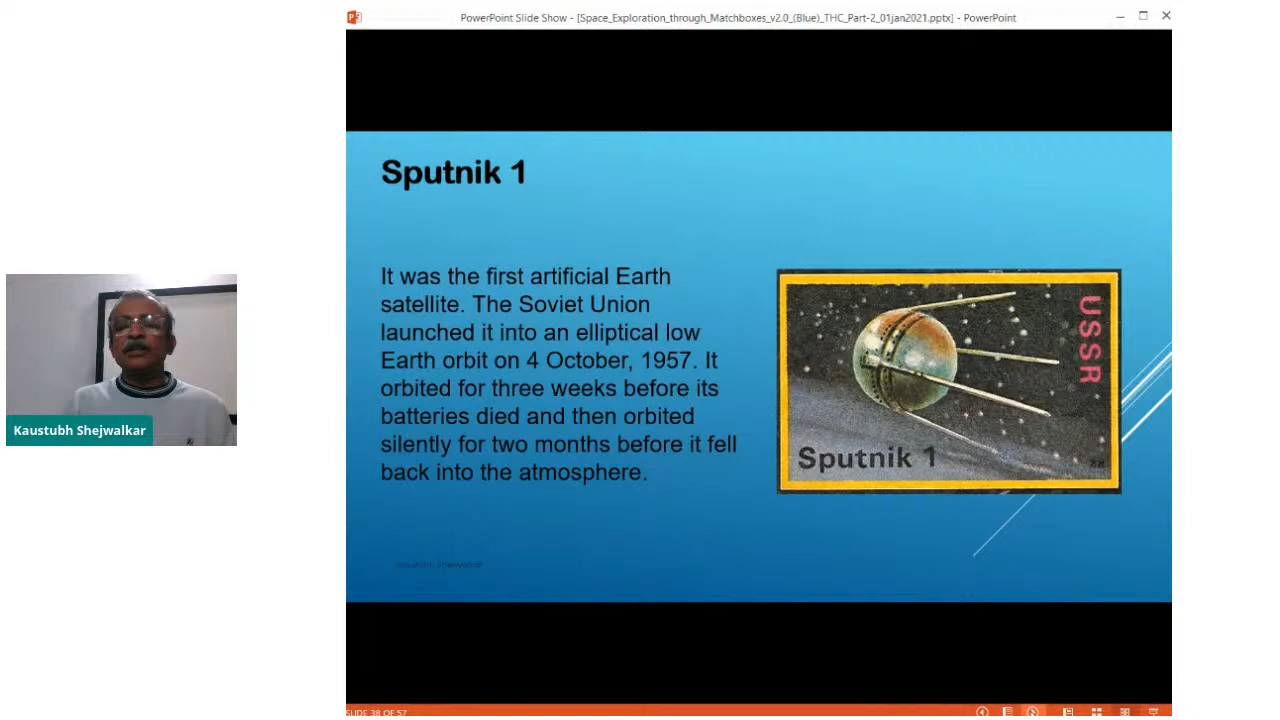 PowerPoint Slide Show - [Space_Exploration_through_Matchboxes_v2.0_(Blue)_THC_Part-2_01jan2021.pptx] - PowerPoint
Sputnik 1
It was the first artificial Earth
satellite. The Soviet Union
launched it into an elliptical low
Earth orbit on 4 October, 1957. It
orbited for three weeks before its
batteries died and then orbited
silently for two months before it fell
back into the atmosphere.
USSR
Sputnik 1
Kaustubh Shejwalkar
SLIDE 38 OF 57